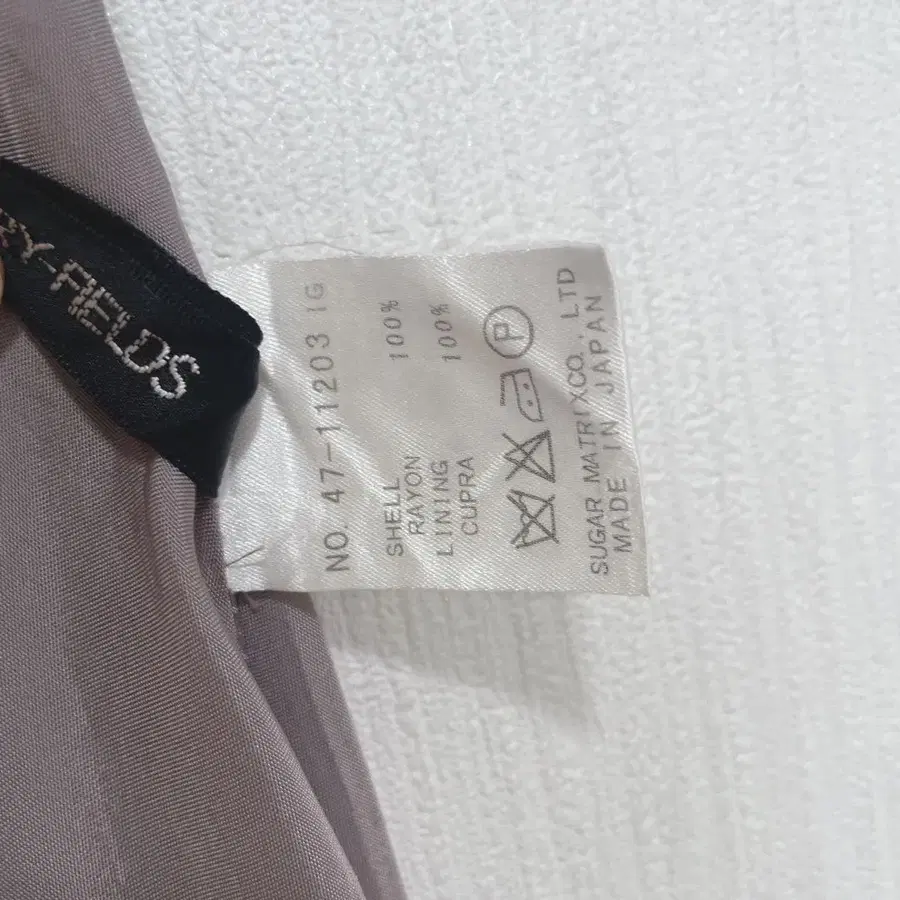 Y-FIELDS
NO. 47-11203 IG
SHELL
RAYON 100%
LINING
CUPRA 100%
P
SUGAR MATRIX CO., LTD
MADE IN JAPAN